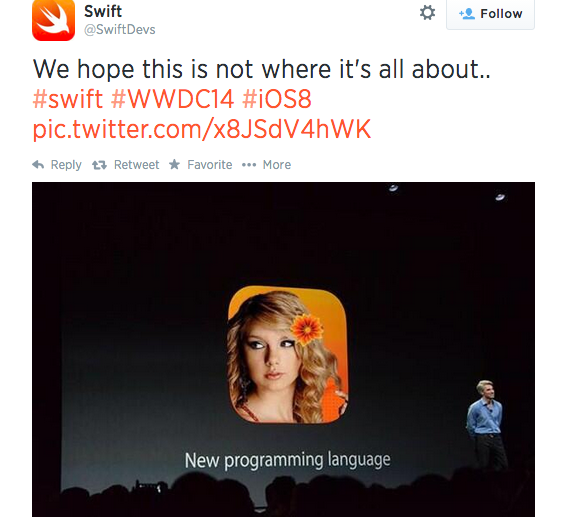 Swift
@SwiftDevs
Follow
We hope this is not where it's all about..
#swift #WWDC14 #iOS8
pic.twitter.com/x8JSdV4hWK
Reply Retweet Favorite ••• More
New programming language